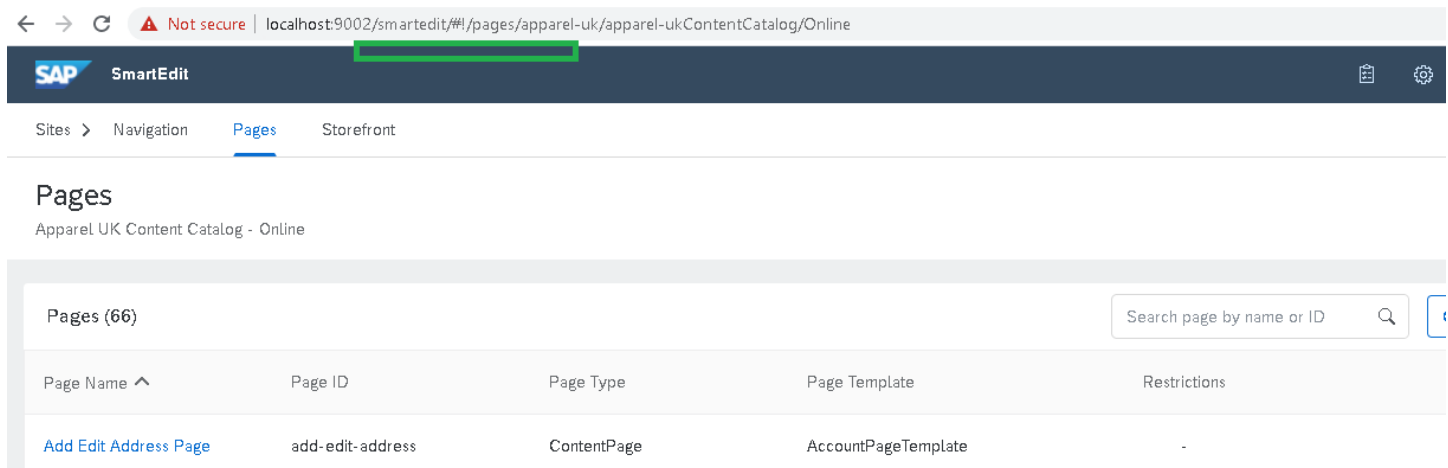 Not secure | localhost:9002/smartedit/#!/pages/apparel-uk/apparel-ukContentCatalog/Online
SAP SmartEdit
Sites > Navigation Pages Storefront
Pages
Apparel UK Content Catalog - Online
Pages (66) Search page by name or ID
Page Name Page ID Page Type Page Template Restrictions
Add Edit Address Page add-edit-address ContentPage AccountPageTemplate -